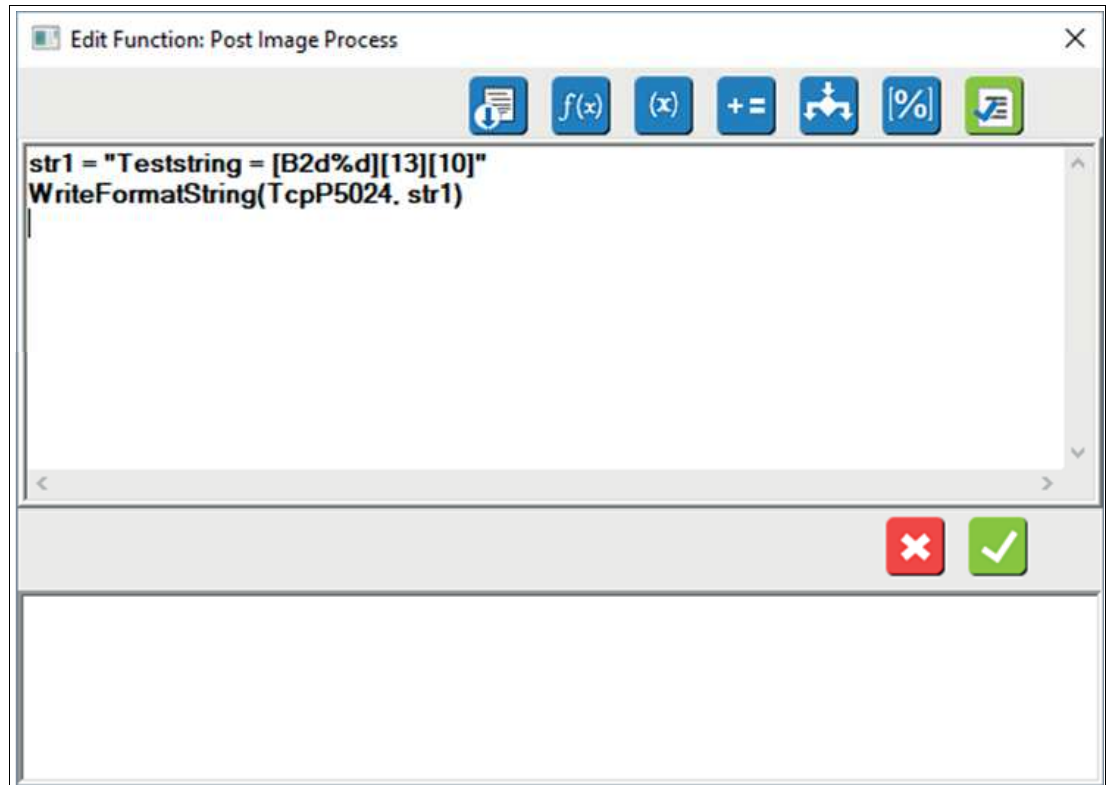 Edit Function: Post Image Process
f(x) (x) += [%]
str1 = "Teststring = [B2d%d][13][10]"
WriteFormatString(TcpP5024, str1)